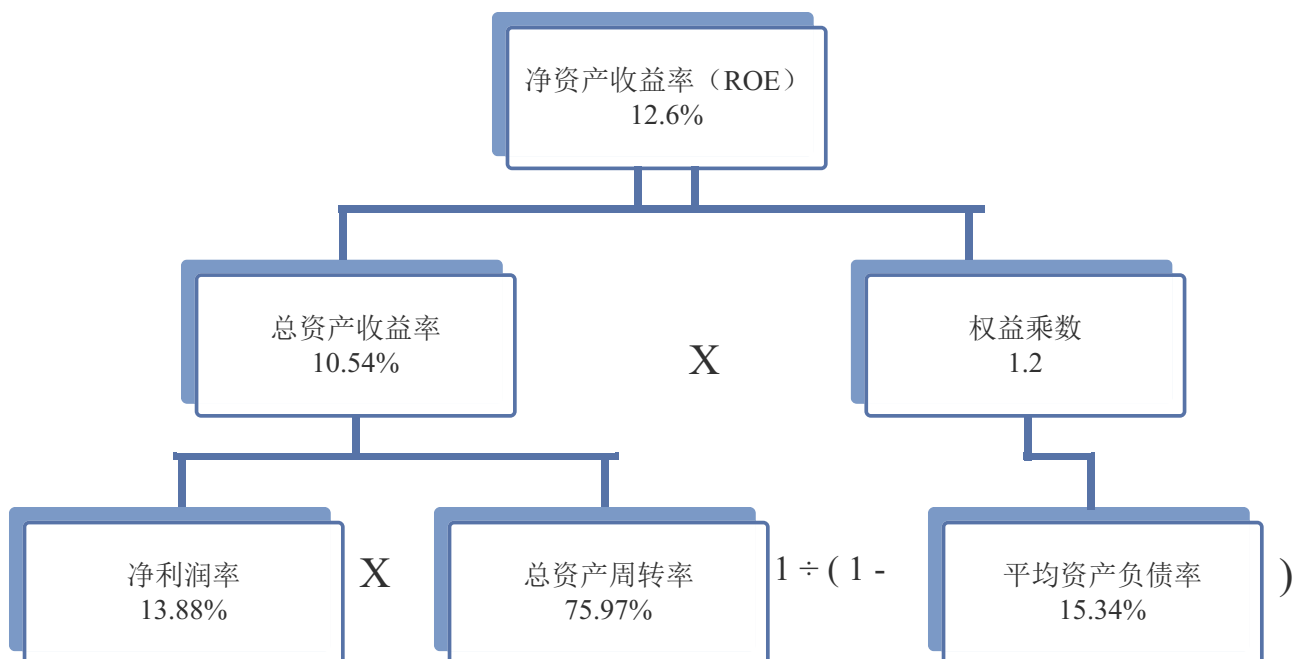 净资产收益率（ROE）
12.6%
总资产收益率
10.54%
X
权益乘数
1.2
净利润率
13.88%
X
总资产周转率
75.97%
1 ÷ ( 1 -
平均资产负债率
15.34%
)